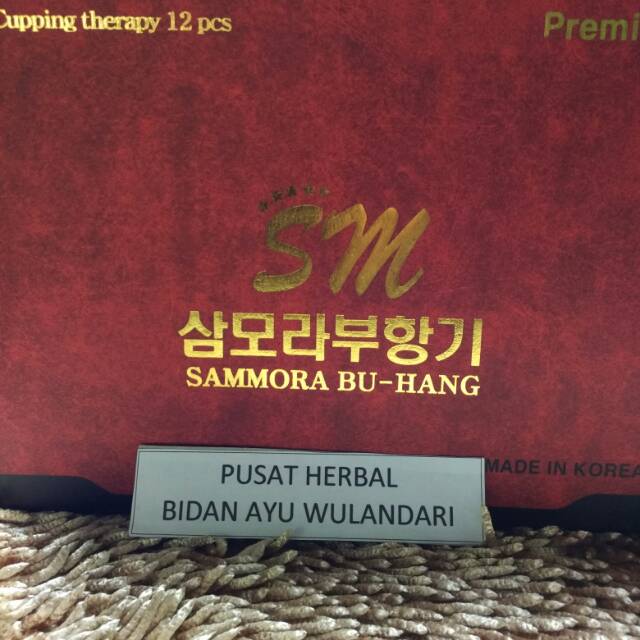 Cupping therapy 12 pcs
Premi
SM
삼모라부항기
SAMMORA BU-HANG
MADE IN KOREA
PUSAT HERBAL
BIDAN AYU WULANDARI